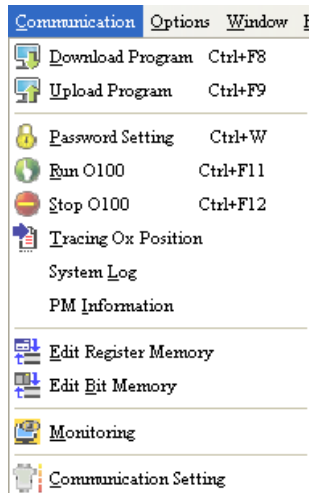 Communication Options Window
Download Program Ctrl+F8
Upload Program Ctrl+F9
Password Setting Ctrl+W
Run O100 Ctrl+F11
Stop O100 Ctrl+F12
Tracing Ox Position
System Log
PM Information
Edit Register Memory
Edit Bit Memory
Monitoring
Communication Setting